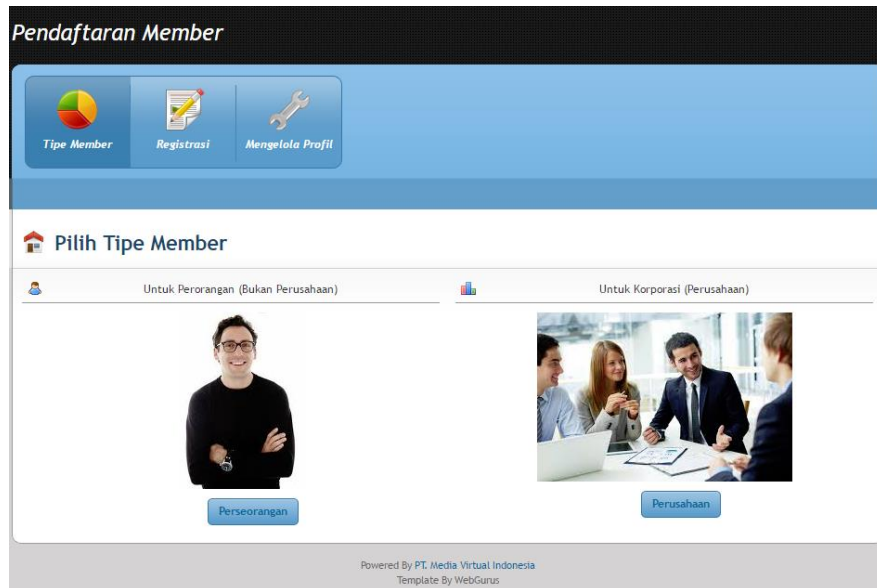 Pendaftaran Member
Tipe Member
Registrasi
Mengelola Profil
Pilih Tipe Member
Untuk Perorangan (Bukan Perusahaan)
Untuk Korporasi (Perusahaan)
Perseorangan
Perusahaan
Powered By PT. Media Virtual Indonesia
Template By WebGurus